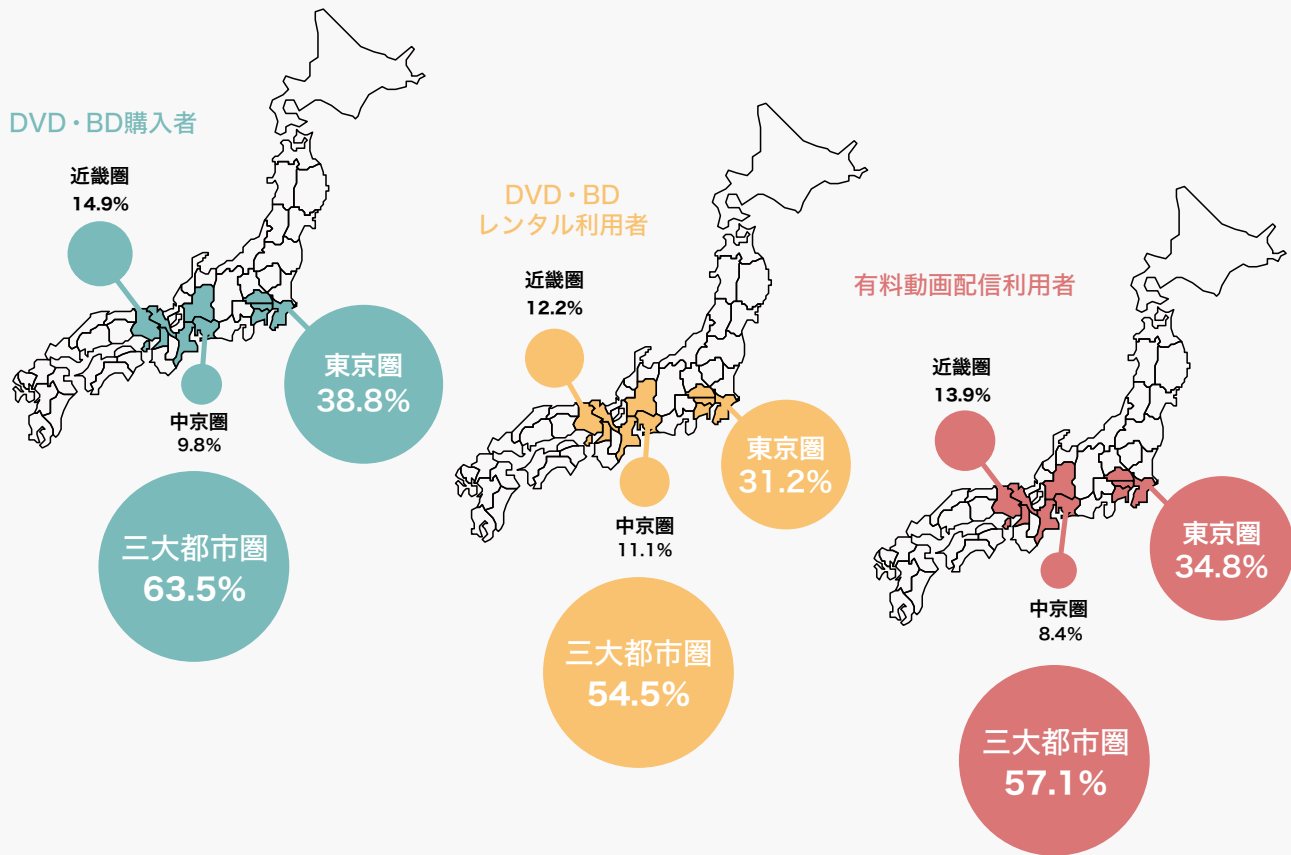 DVD・BD購入者
近畿圏
14.9%
東京圏
38.8%
中京圏
9.8%
三大都市圏
63.5%
DVD・BD
レンタル利用者
近畿圏
12.2%
東京圏
31.2%
中京圏
11.1%
三大都市圏
54.5%
有料動画配信利用者
近畿圏
13.9%
東京圏
34.8%
中京圏
8.4%
三大都市圏
57.1%